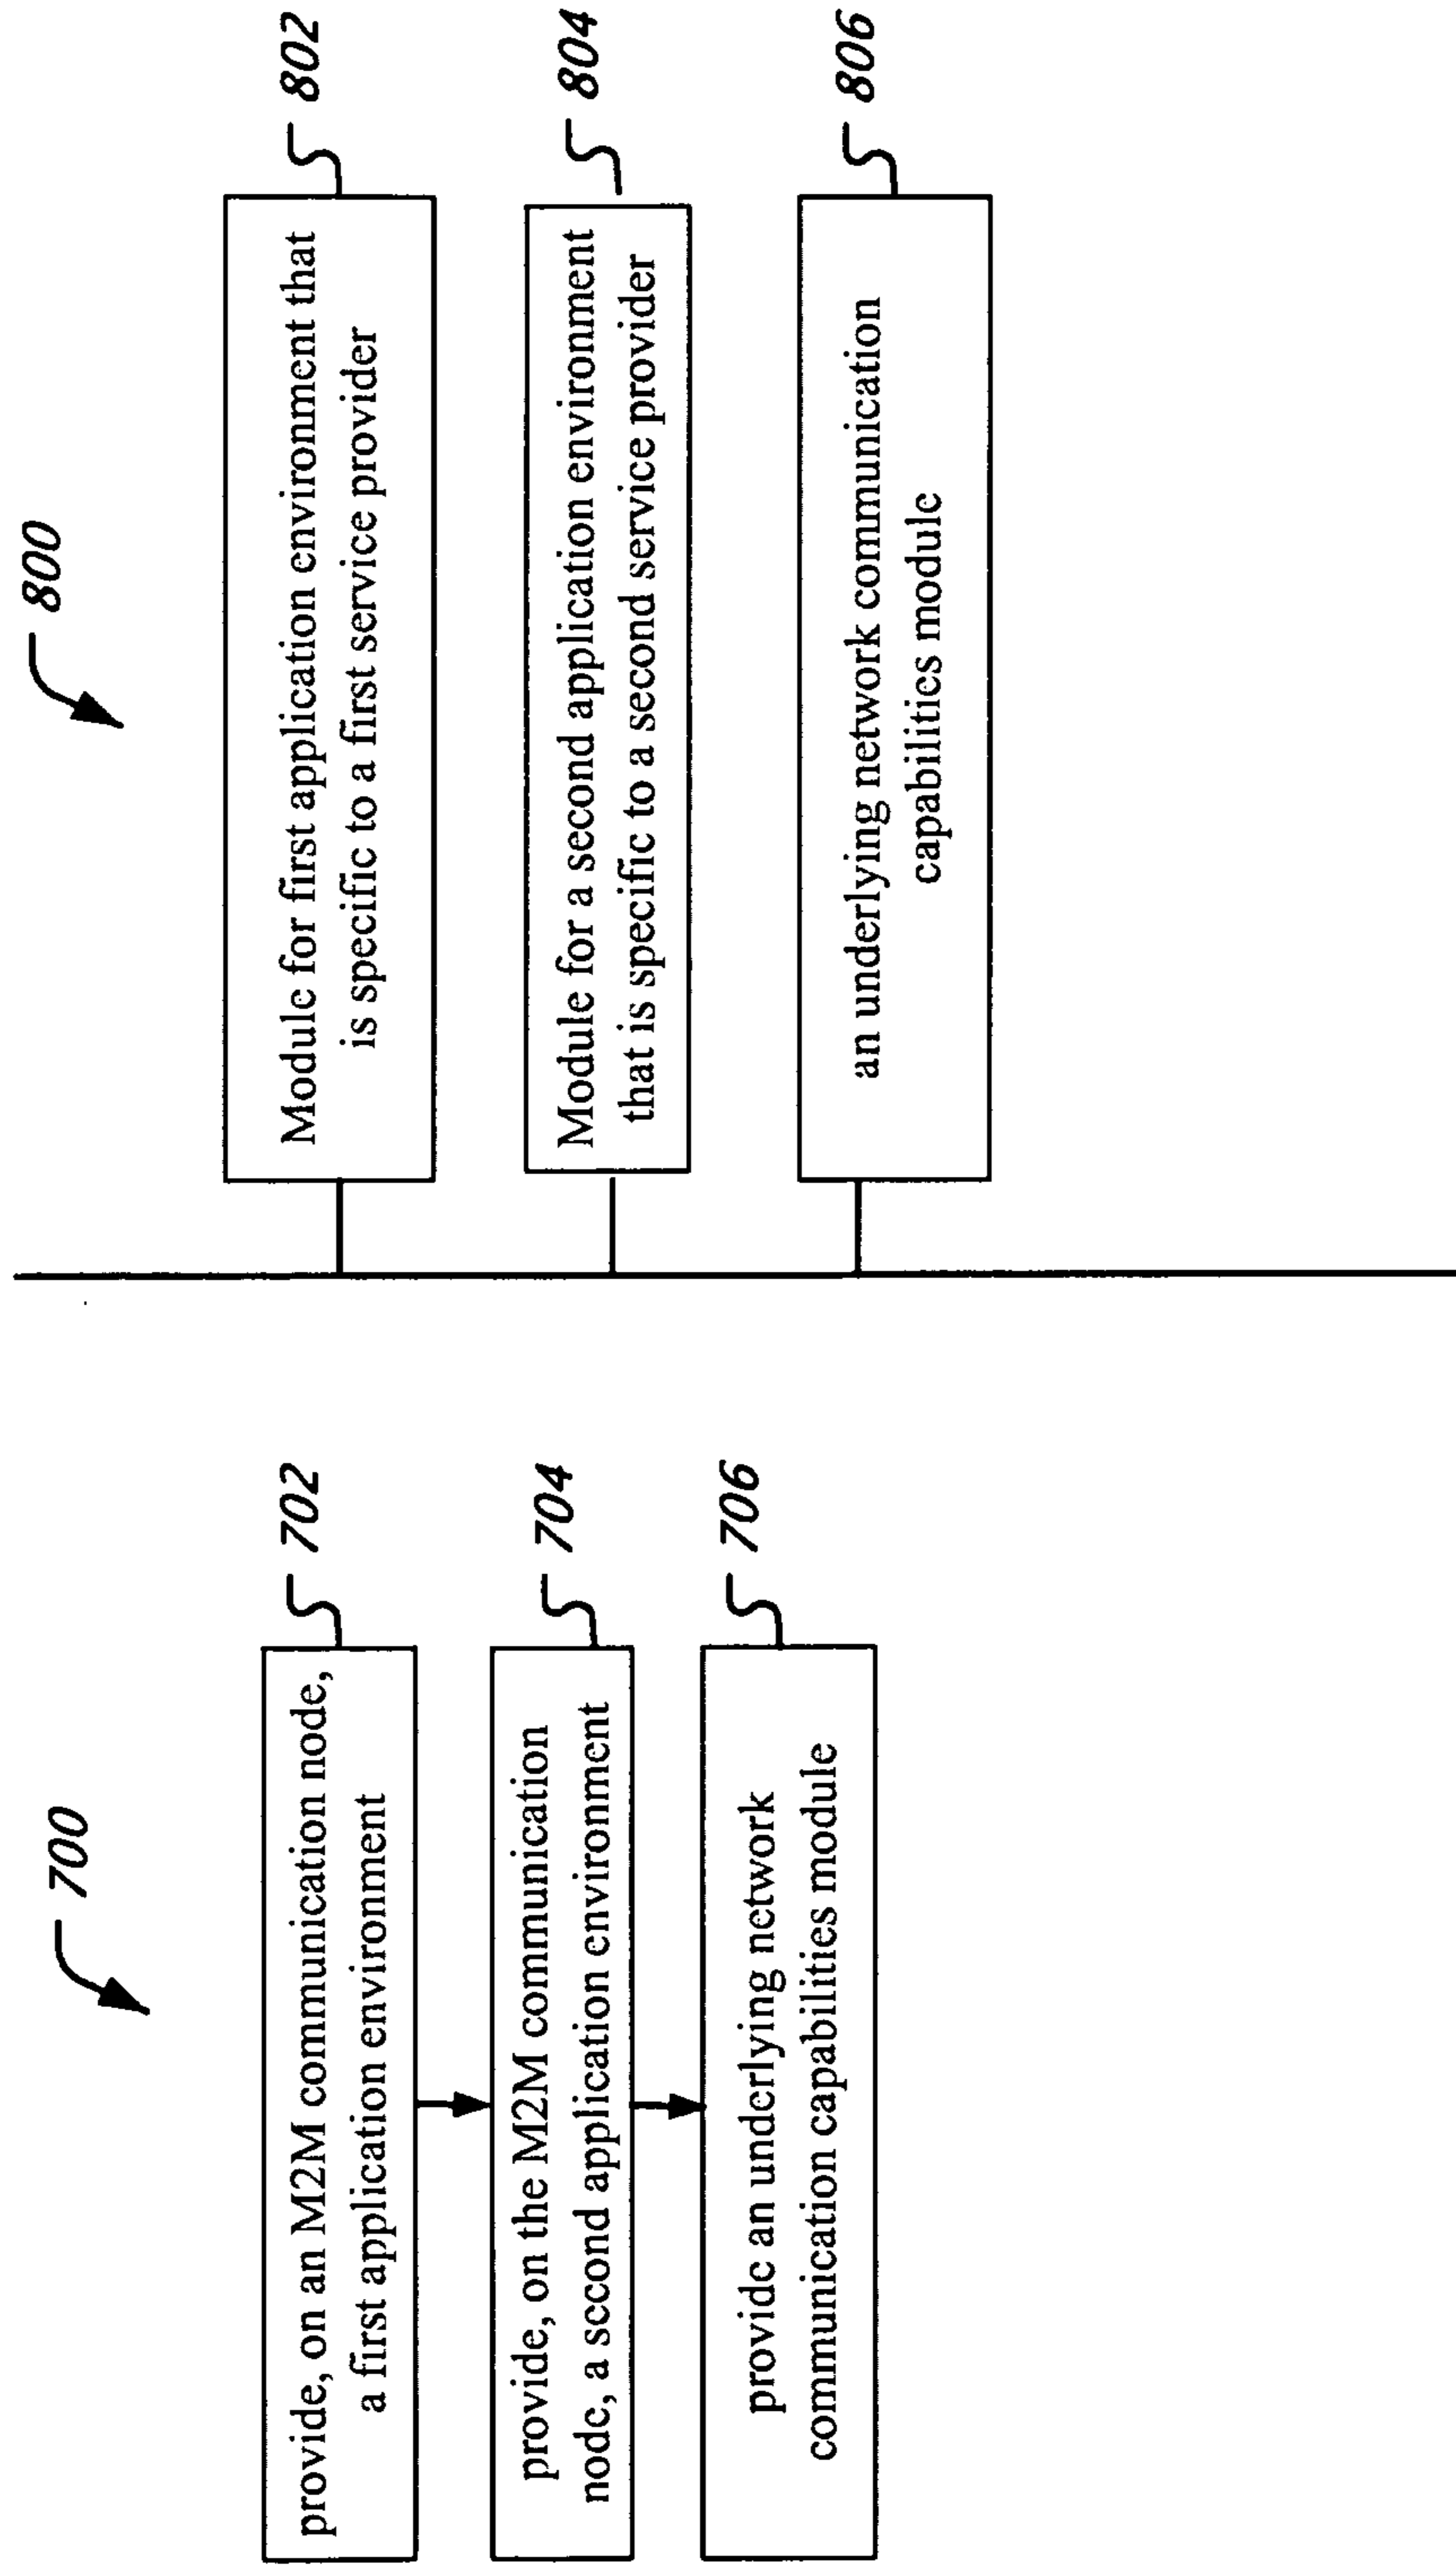 700
provide, on an M2M communication node,
a first application environment
702
provide, on the M2M communication
node, a second application environment
704
provide an underlying network
communication capabilities module
706
800
Module for first application environment that
is specific to a first service provider
802
Module for a second application environment
that is specific to a second service provider
804
an underlying network communication
capabilities module
806